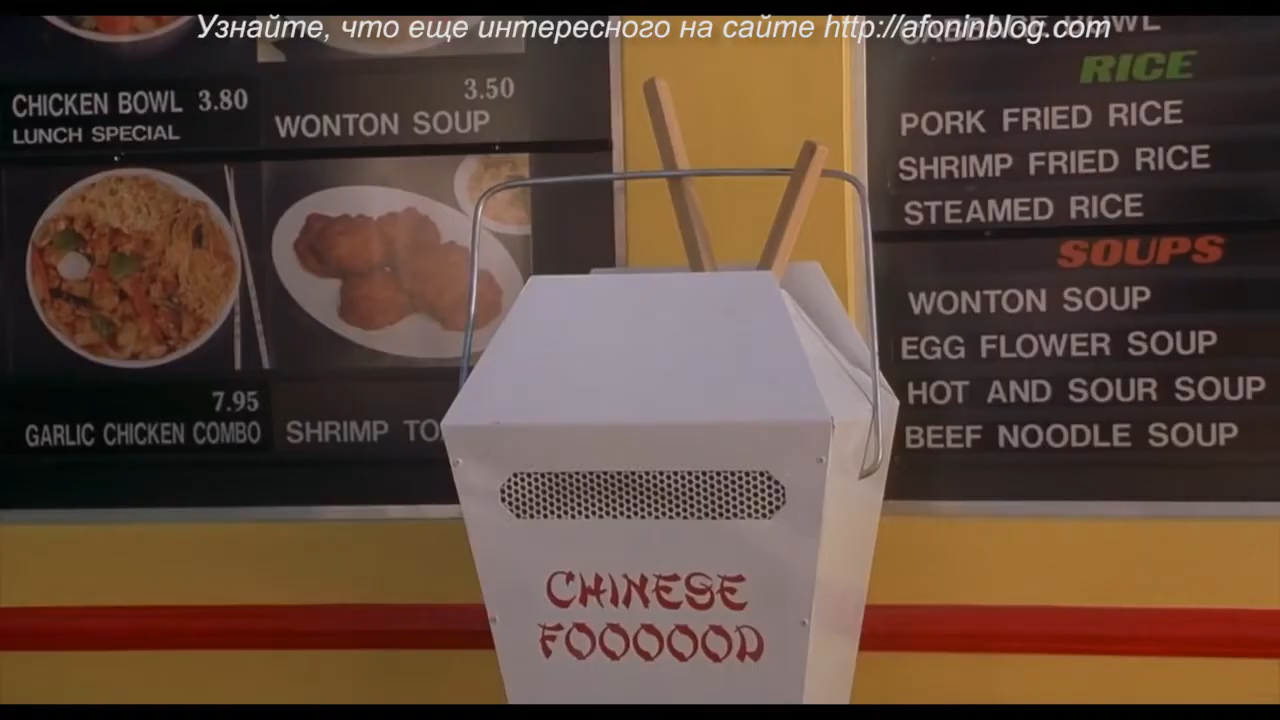 Узнайте, что еще интересного на сайте http://afoninblog.com
CHICKEN BOWL 3.80
LUNCH SPECIAL
3.50
WONTON SOUP
7.95
GARLIC CHICKEN COMBO
SHRIMP
CABBAGE BOWL
RICE
PORK FRIED RICE
SHRIMP FRIED RICE
STEAMED RICE
SOUPS
WONTON SOUP
EGG FLOWER SOUP
HOT AND SOUR SOUP
BEEF NOODLE SOUP
CHINESE
FOOOOOD